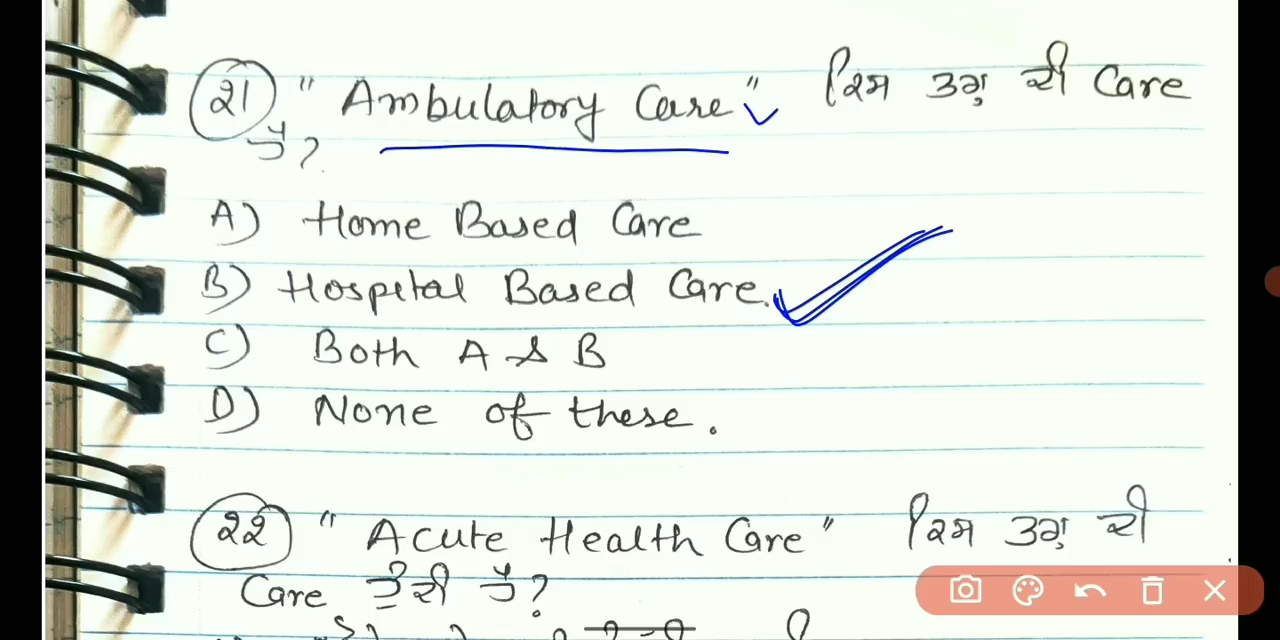 ੨੧ " Ambulatory Care" ਕਿਸ ਤਰ੍ਹਾਂ ਦੀ Care
ਹੈ?
A) Home Based Care
B) Hospital Based Care.
C) Both A & B
D) None of these.
੨੨ " Acute Health Care" ਕਿਸ ਤਰ੍ਹਾਂ ਦੀ
Care ਹੁੰਦੀ ਹੈ?